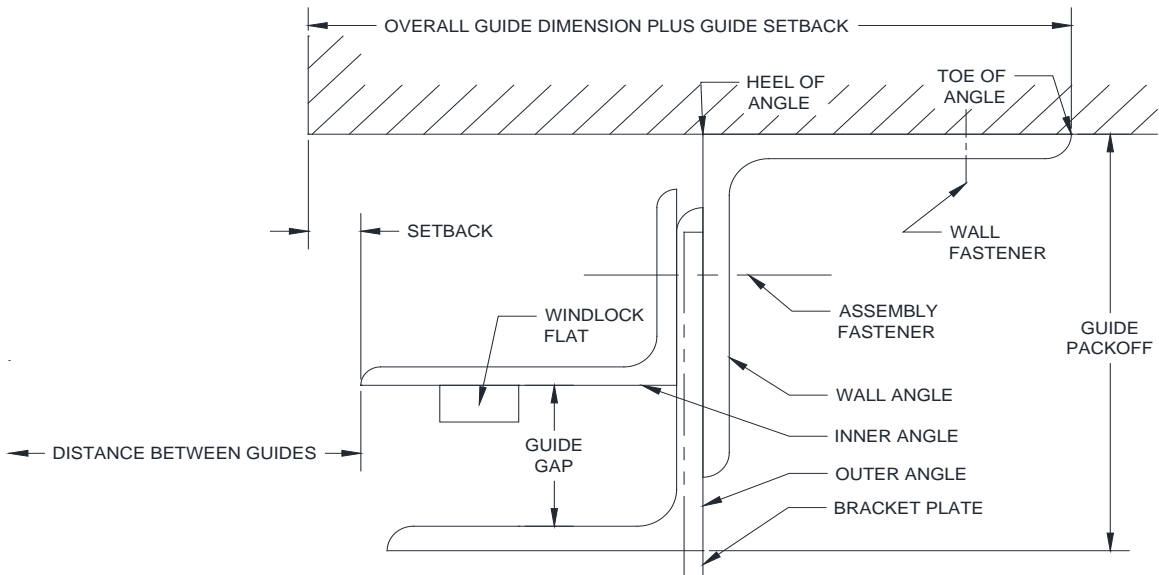 OVERALL GUIDE DIMENSION PLUS GUIDE SETBACK
HEEL OF
ANGLE
TOE OF
ANGLE
SETBACK
WALL
FASTENER
WINDLOCK
FLAT
ASSEMBLY
FASTENER
GUIDE
PACKOFF
WALL ANGLE
INNER ANGLE
GUIDE
GAP
DISTANCE BETWEEN GUIDES
OUTER ANGLE
BRACKET PLATE